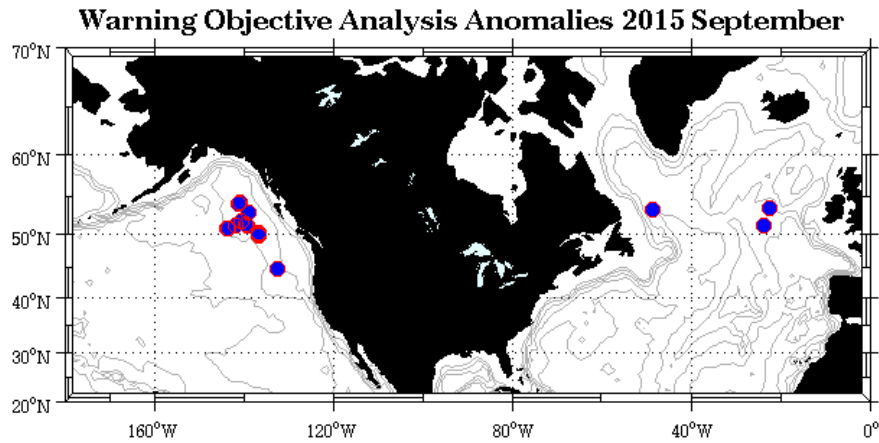 Warning Objective Analysis Anomalies 2015 September
70°N
60°N
50°N
40°N
30°N
20°N
160°W 120°W 80°W 40°W 0°